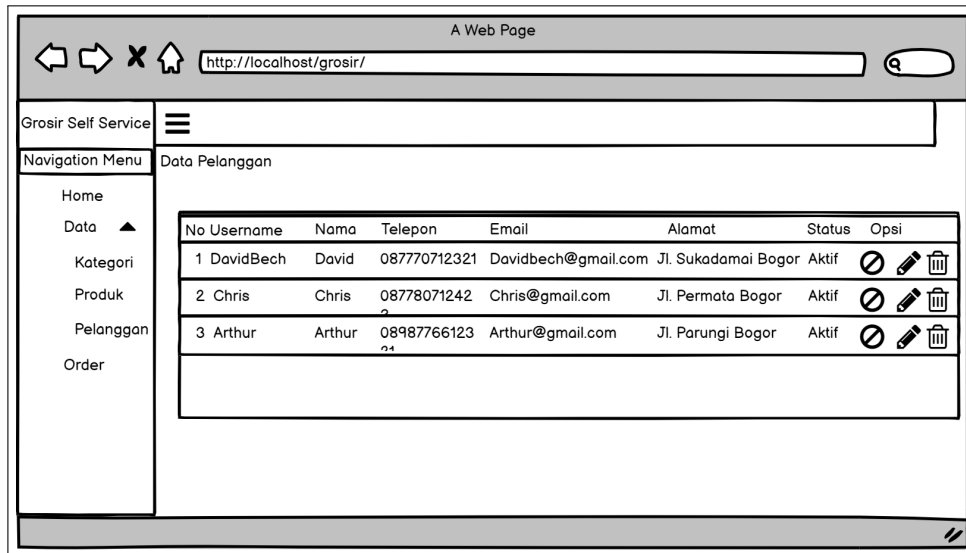 A Web Page
http://localhost/grosir/
Grosir Self Service
Navigation Menu
Data Pelanggan
Home
Data
Kategori
Produk
Pelanggan
Order
No Username Nama Telepon Email Alamat Status Opsi
1 DavidBech David 087770712321 Davidbech@gmail.com Jl. Sukadamai Bogor Aktif
2 Chris Chris 08778071242 Chris@gmail.com Jl. Permata Bogor Aktif
3 Arthur Arthur 08987766123 Arthur@gmail.com Jl. Parungi Bogor Aktif